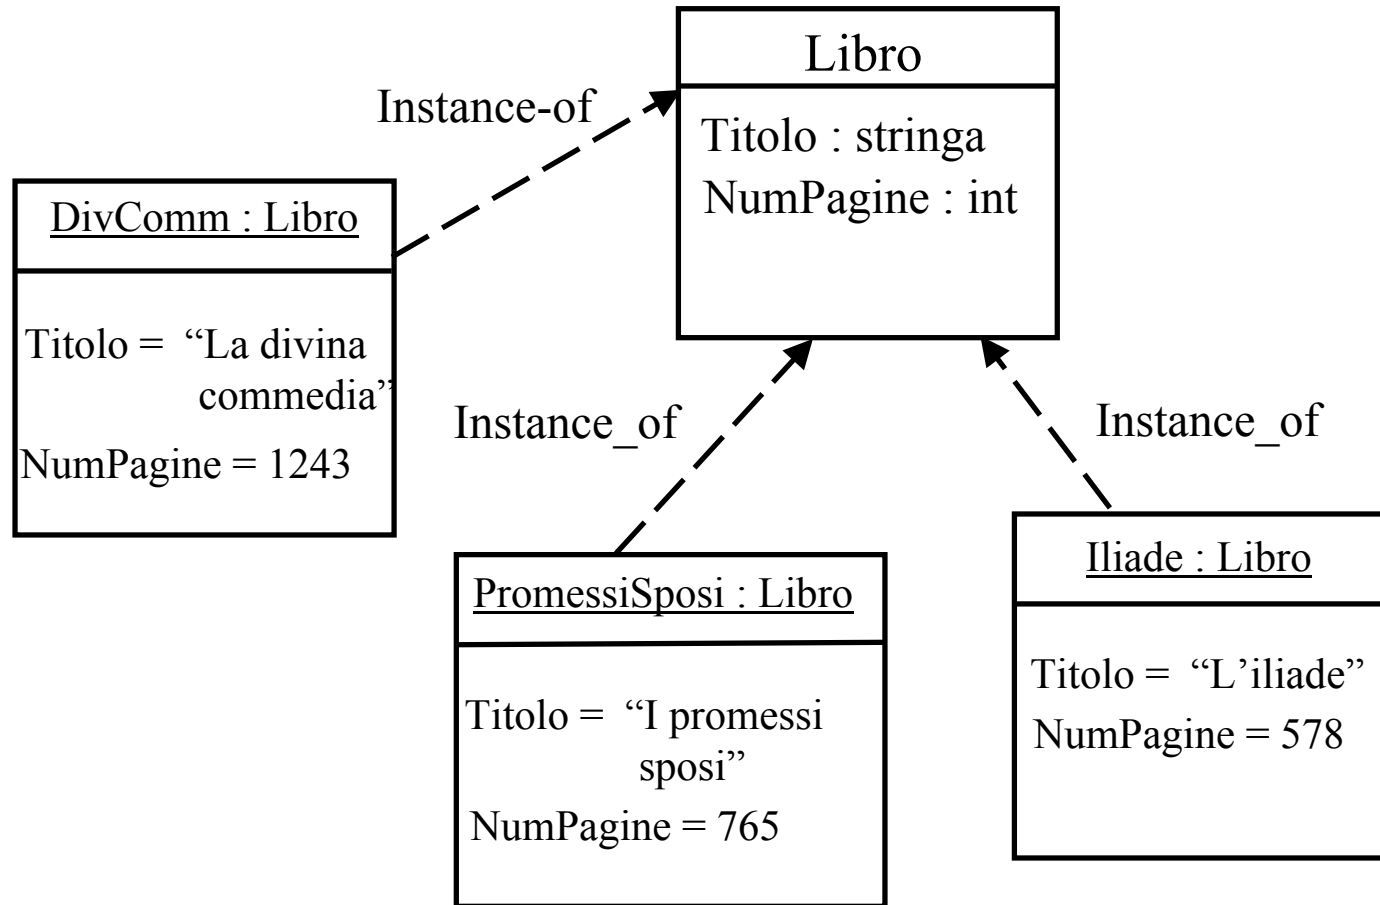 Libro
Titolo : stringa
NumPagine : int
Instance-of
DivComm : Libro
Titolo = “La divina
commedia”
NumPagine = 1243
Instance_of
Instance_of
PromessiSposi : Libro
Titolo = “I promessi
sposi”
NumPagine = 765
Iliade : Libro
Titolo = “L’iliade”
NumPagine = 578